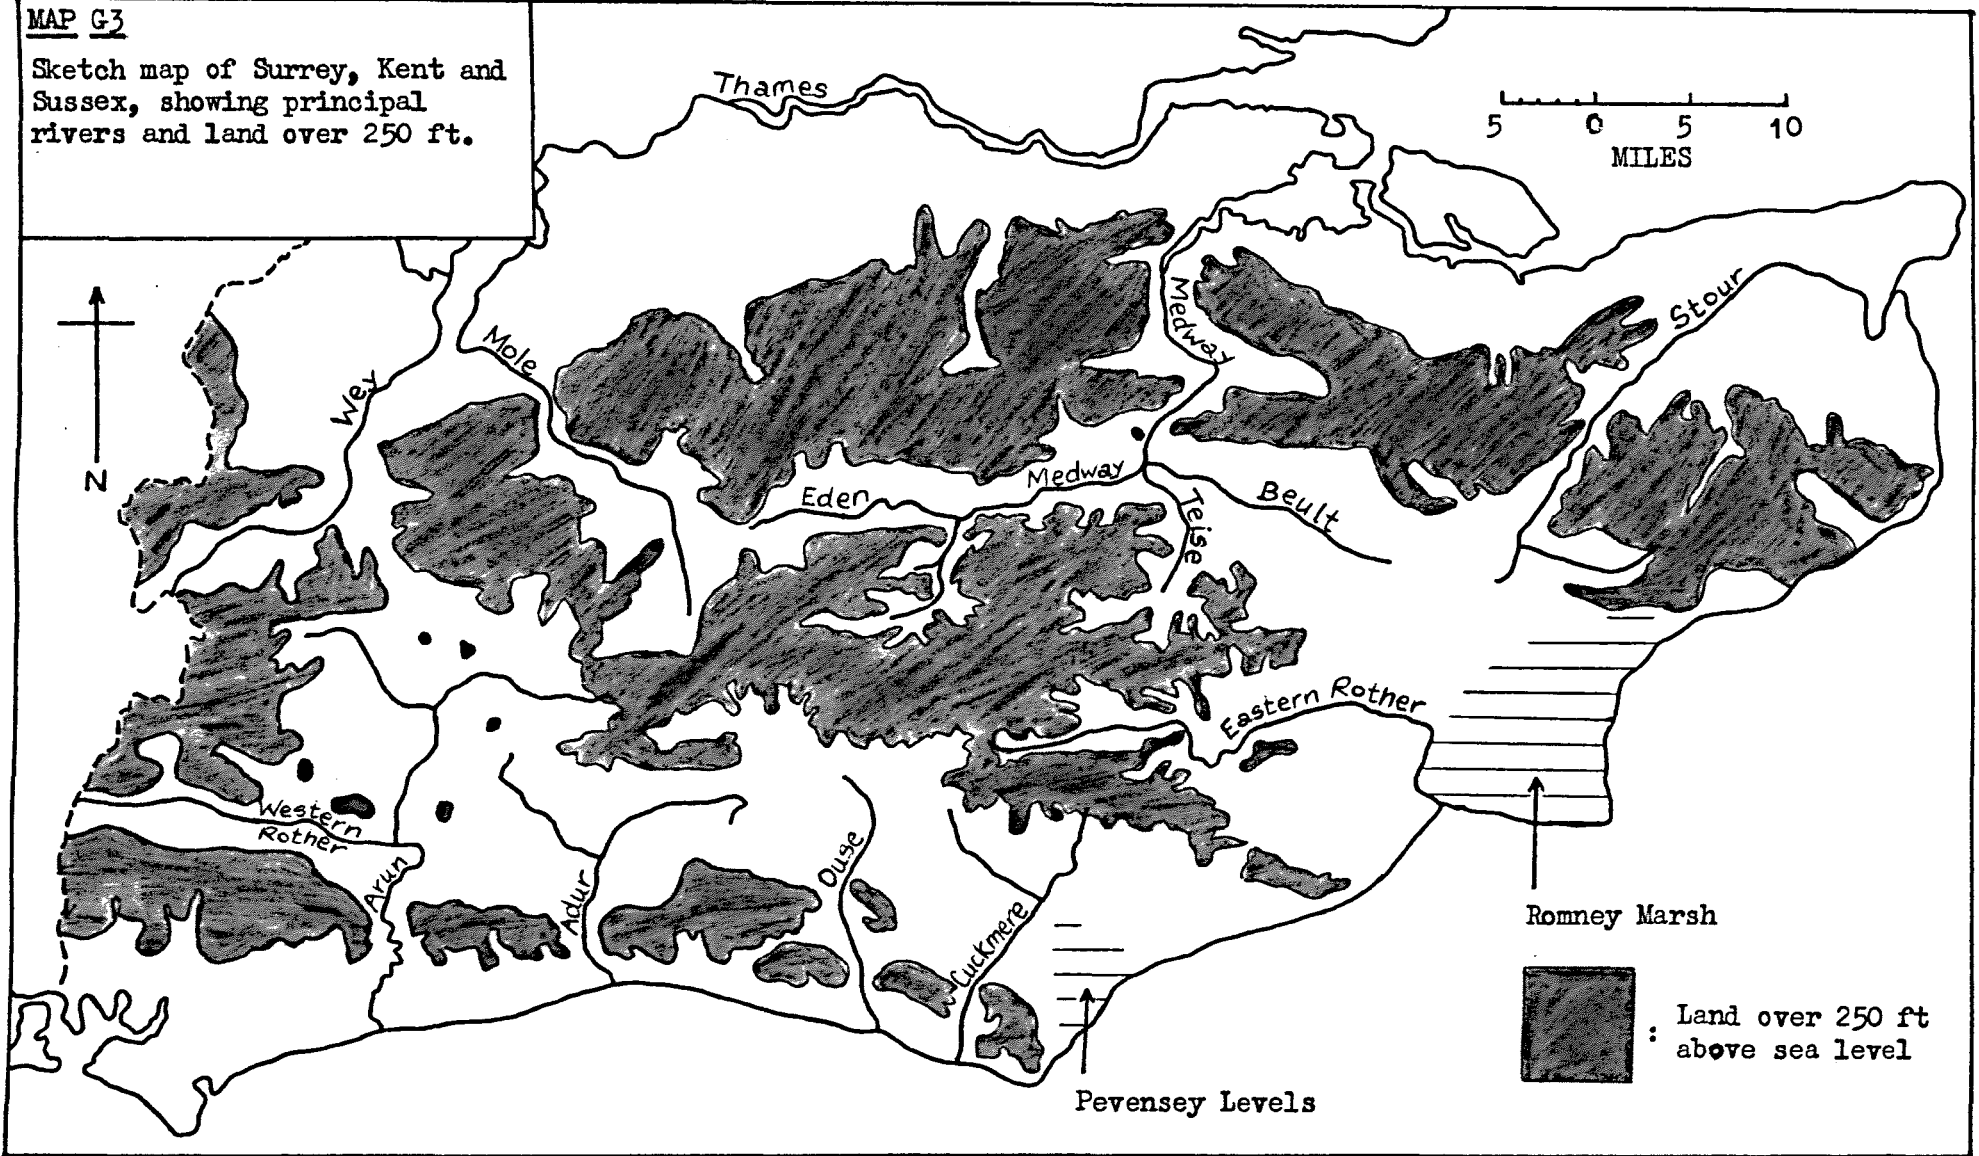 MAP G3
Sketch map of Surrey, Kent and
Sussex, showing principal
rivers and land over 250 ft.
Thames
5 0 5 10
MILES
N
Wey
Mole
Medway
Stour
Eden
Medway
Teise
Beult
Eastern Rother
Western
Rother
Arun
Adur
Ouse
Cuckmere
Romney Marsh
Pevensey Levels
: Land over 250 ft
above sea level